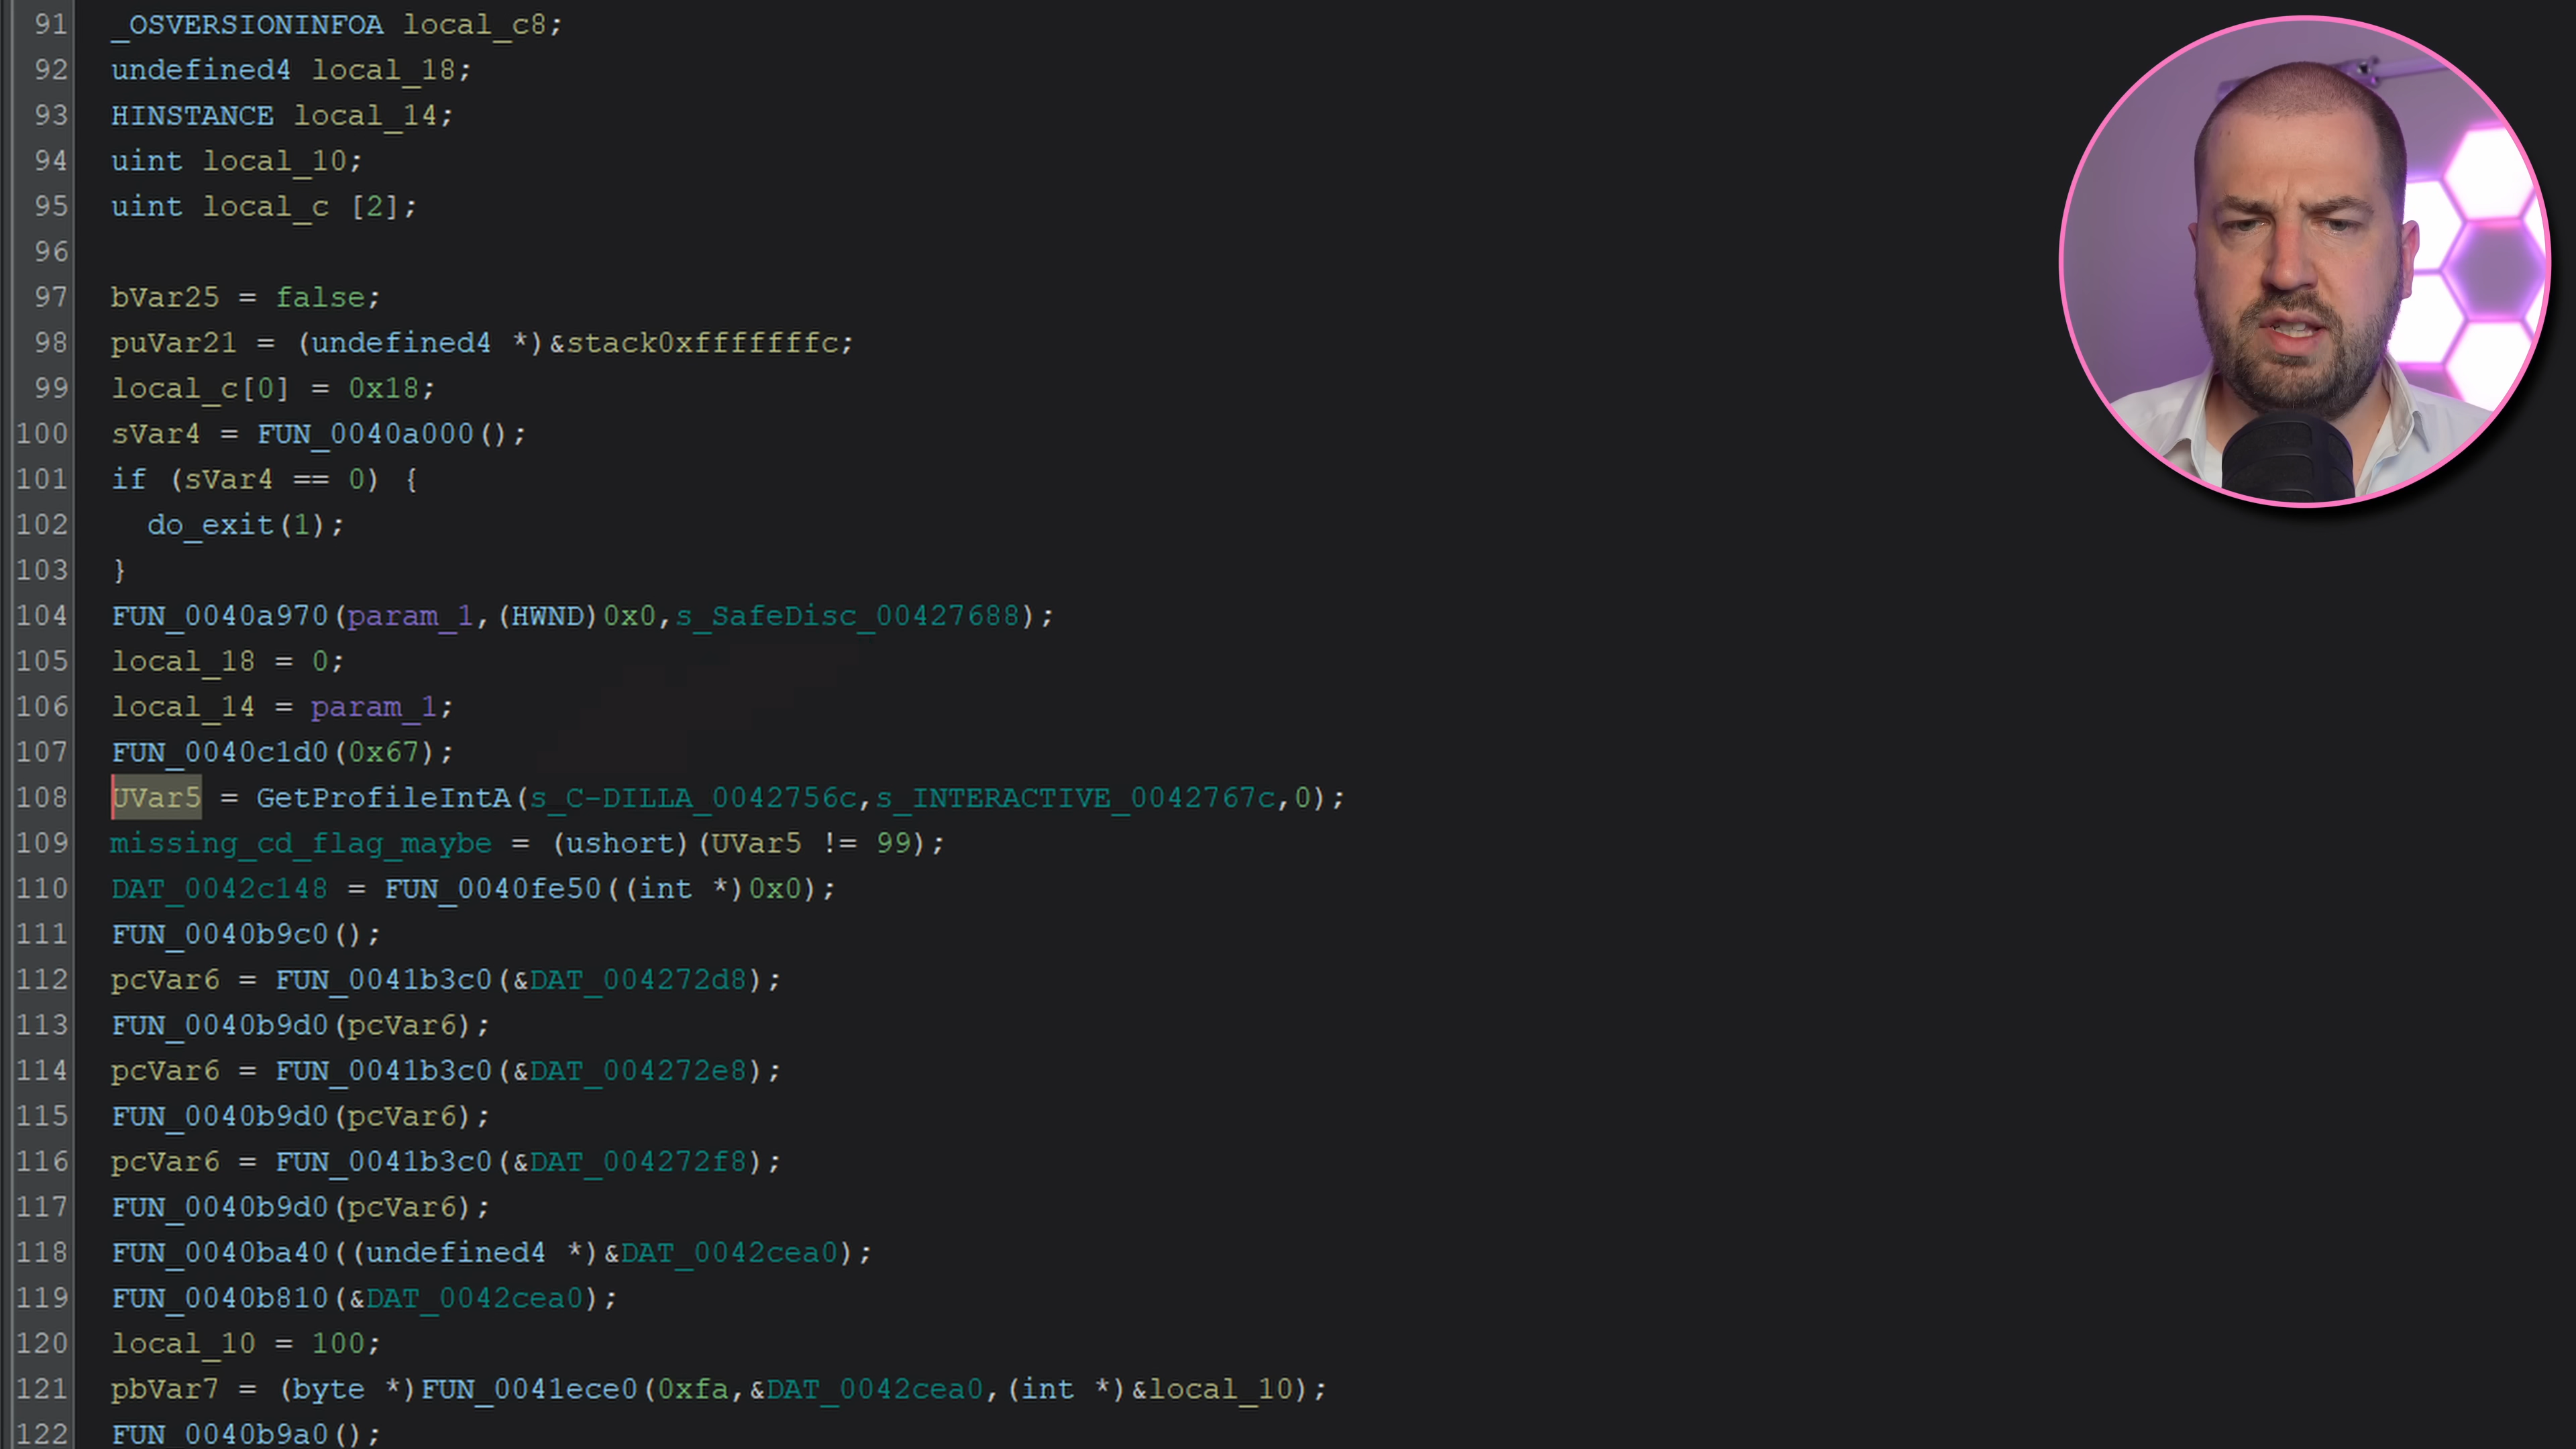 91 _OSVERSIONINFOA local_c8;
92 undefined4 local_18;
93 HINSTANCE local_14;
94 uint local_10;
95 uint local_c [2];
96
97 bVar25 = false;
98 puVar21 = (undefined4 *)&stack0xfffffffc;
99 local_c[0] = 0x18;
100 sVar4 = FUN_0040a000();
101 if (sVar4 == 0) {
102 do_exit(1);
103 }
104 FUN_0040a970(param_1,(HWND)0x0,s_SafeDisc_00427688);
105 local_18 = 0;
106 local_14 = param_1;
107 FUN_0040c1d0(0x67);
108 UVar5 = GetProfileIntA(s_C-DILLA_0042756c,s_INTERACTIVE_0042767c,0);
109 missing_cd_flag_maybe = (ushort)(UVar5 != 99);
110 DAT_0042c148 = FUN_0040fe50((int *)0x0);
111 FUN_0040b9c0();
112 pcVar6 = FUN_0041b3c0(&DAT_004272d8);
113 FUN_0040b9d0(pcVar6);
114 pcVar6 = FUN_0041b3c0(&DAT_004272e8);
115 FUN_0040b9d0(pcVar6);
116 pcVar6 = FUN_0041b3c0(&DAT_004272f8);
117 FUN_0040b9d0(pcVar6);
118 FUN_0040ba40((undefined4 *)&DAT_0042cea0);
119 FUN_0040b810(&DAT_0042cea0);
120 local_10 = 100;
121 pbVar7 = (byte *)FUN_0041ece0(0xfa,&DAT_0042cea0,(int *)&local_10);
122 FUN_0040b9a0();